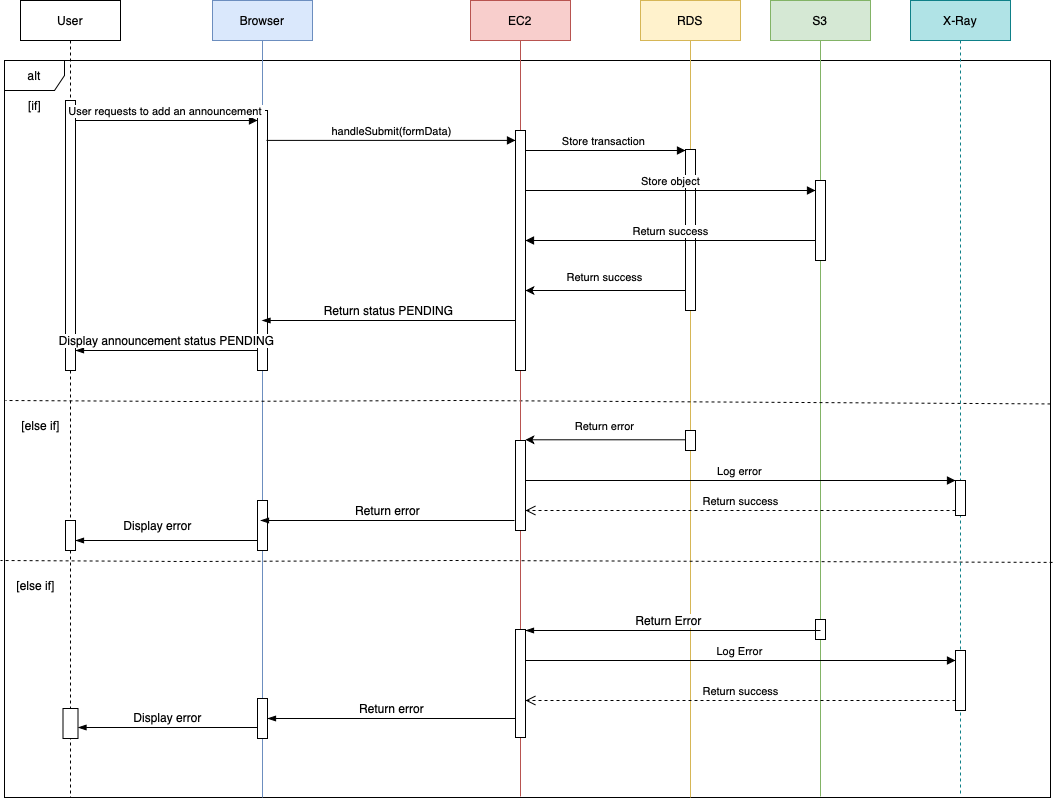 User
Browser
EC2
RDS
S3
X-Ray
alt
[if]
User requests to add an announcement
handleSubmit(formData)
Store transaction
Store object
Return success
Return success
Return status PENDING
Display announcement status PENDING
[else if]
Return error
Log error
Return success
Return error
Display error
[else if]
Return Error
Log Error
Return success
Return error
Display error